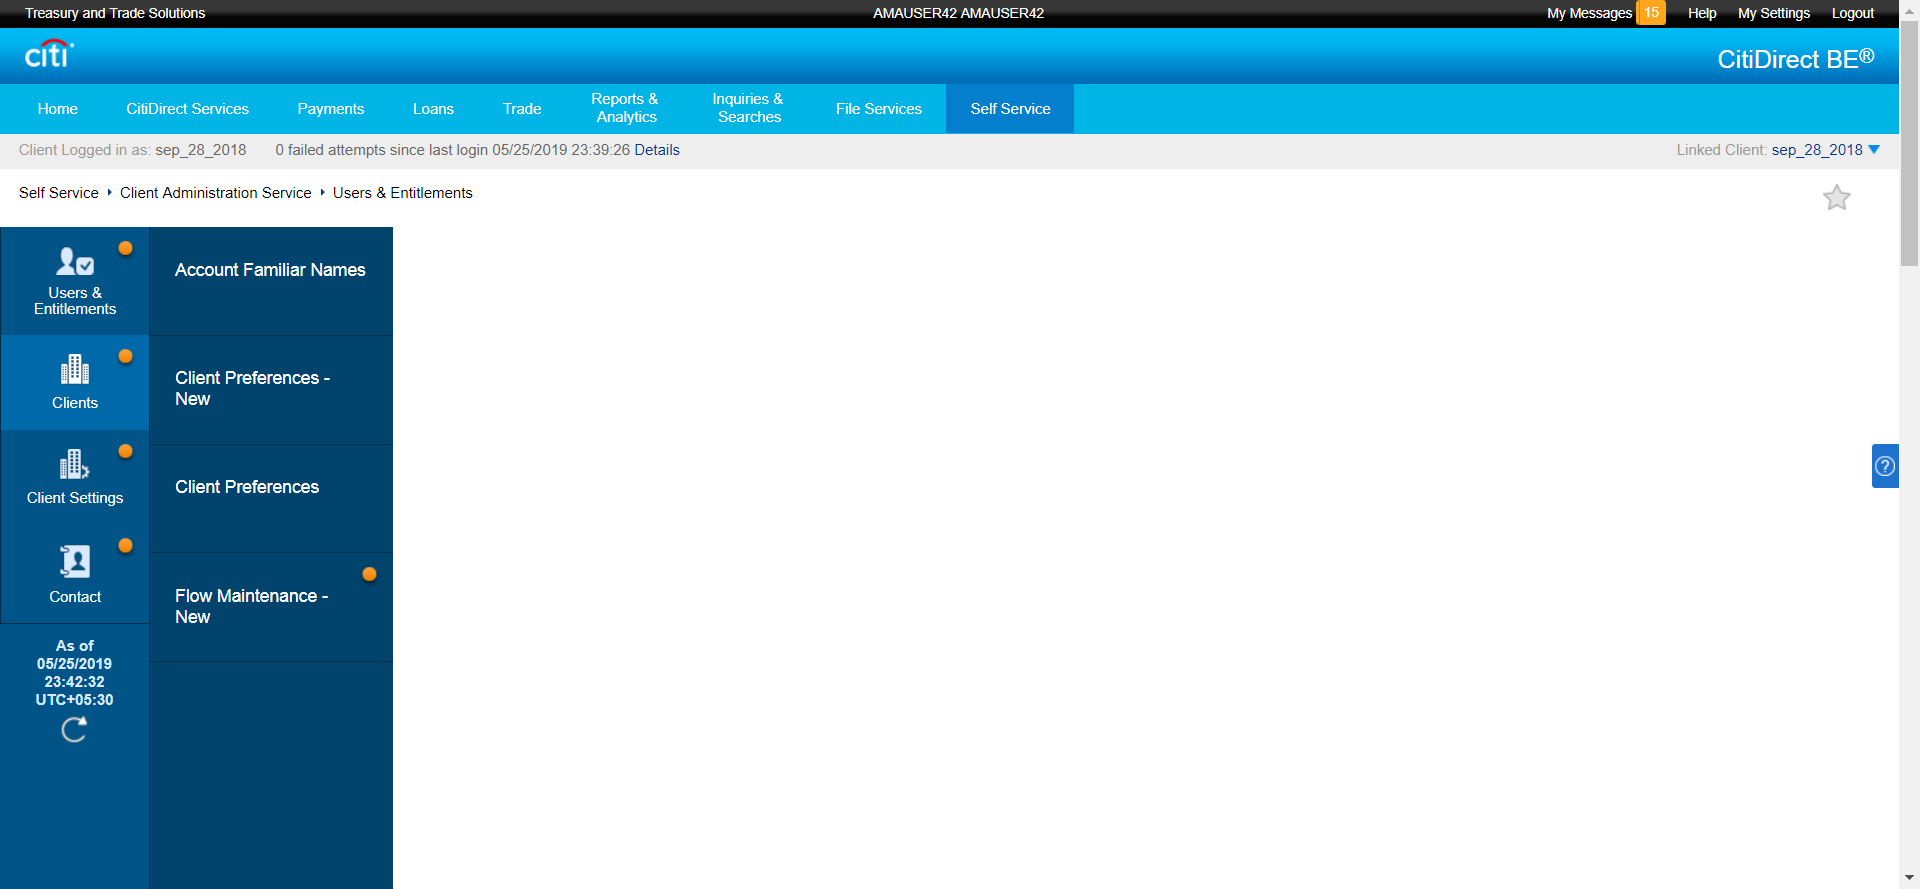 Treasury and Trade Solutions
AMAUSER42 AMAUSER42
My Messages 15 Help My Settings Logout
citi
CitiDirect BE®
Home
CitiDirect Services
Payments
Loans
Trade
Reports &
Analytics
Inquiries &
Searches
File Services
Self Service
Client Logged in as: sep_28_2018 0 failed attempts since last login 05/25/2019 23:39:26 Details
Linked Client: sep_28_2018
Self Service Client Administration Service Users & Entitlements
Users &
Entitlements
Clients
Client Settings
Contact
As of
05/25/2019
23:42:32
UTC+05:30
Account Familiar Names
Client Preferences -
New
Client Preferences
Flow Maintenance -
New
?